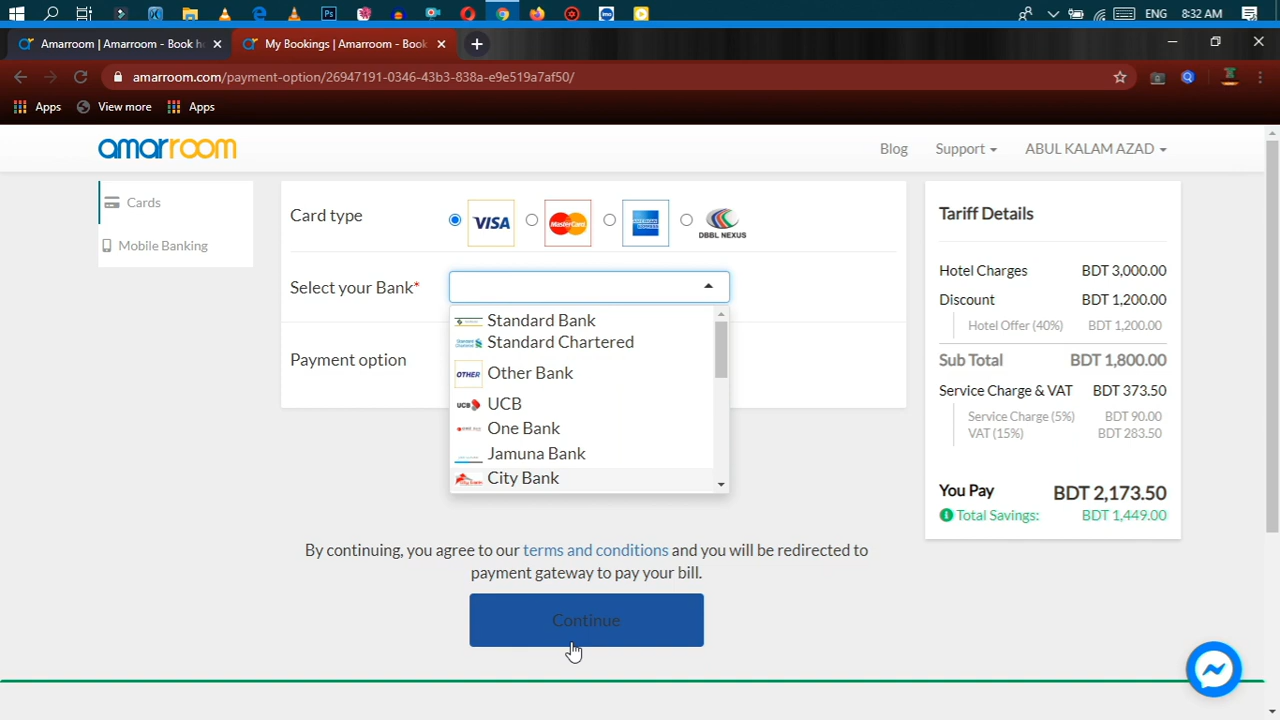 ENG 8:32 AM
Amarroom | Amarroom - Book h
My Bookings | Amarroom - Book
amarroom.com/payment-option/26947191-0346-43b3-838a-e9e519a7af50/
Apps View more Apps
amarroom
Blog Support ABUL KALAM AZAD
Cards
Mobile Banking
Card type
VISA MasterCard AMERICAN EXPRESS DBBL NEXUS
Select your Bank*
Standard Bank
Standard Chartered
OTHER Other Bank
UCB UCB
One Bank
Jamuna Bank
City Bank
Payment option
By continuing, you agree to our terms and conditions and you will be redirected to
payment gateway to pay your bill.
Continue
Tariff Details
Hotel Charges BDT 3,000.00
Discount BDT 1,200.00
Hotel Offer (40%) BDT 1,200.00
Sub Total BDT 1,800.00
Service Charge & VAT BDT 373.50
Service Charge (5%) BDT 90.00
VAT (15%) BDT 283.50
You Pay BDT 2,173.50
Total Savings: BDT 1,449.00